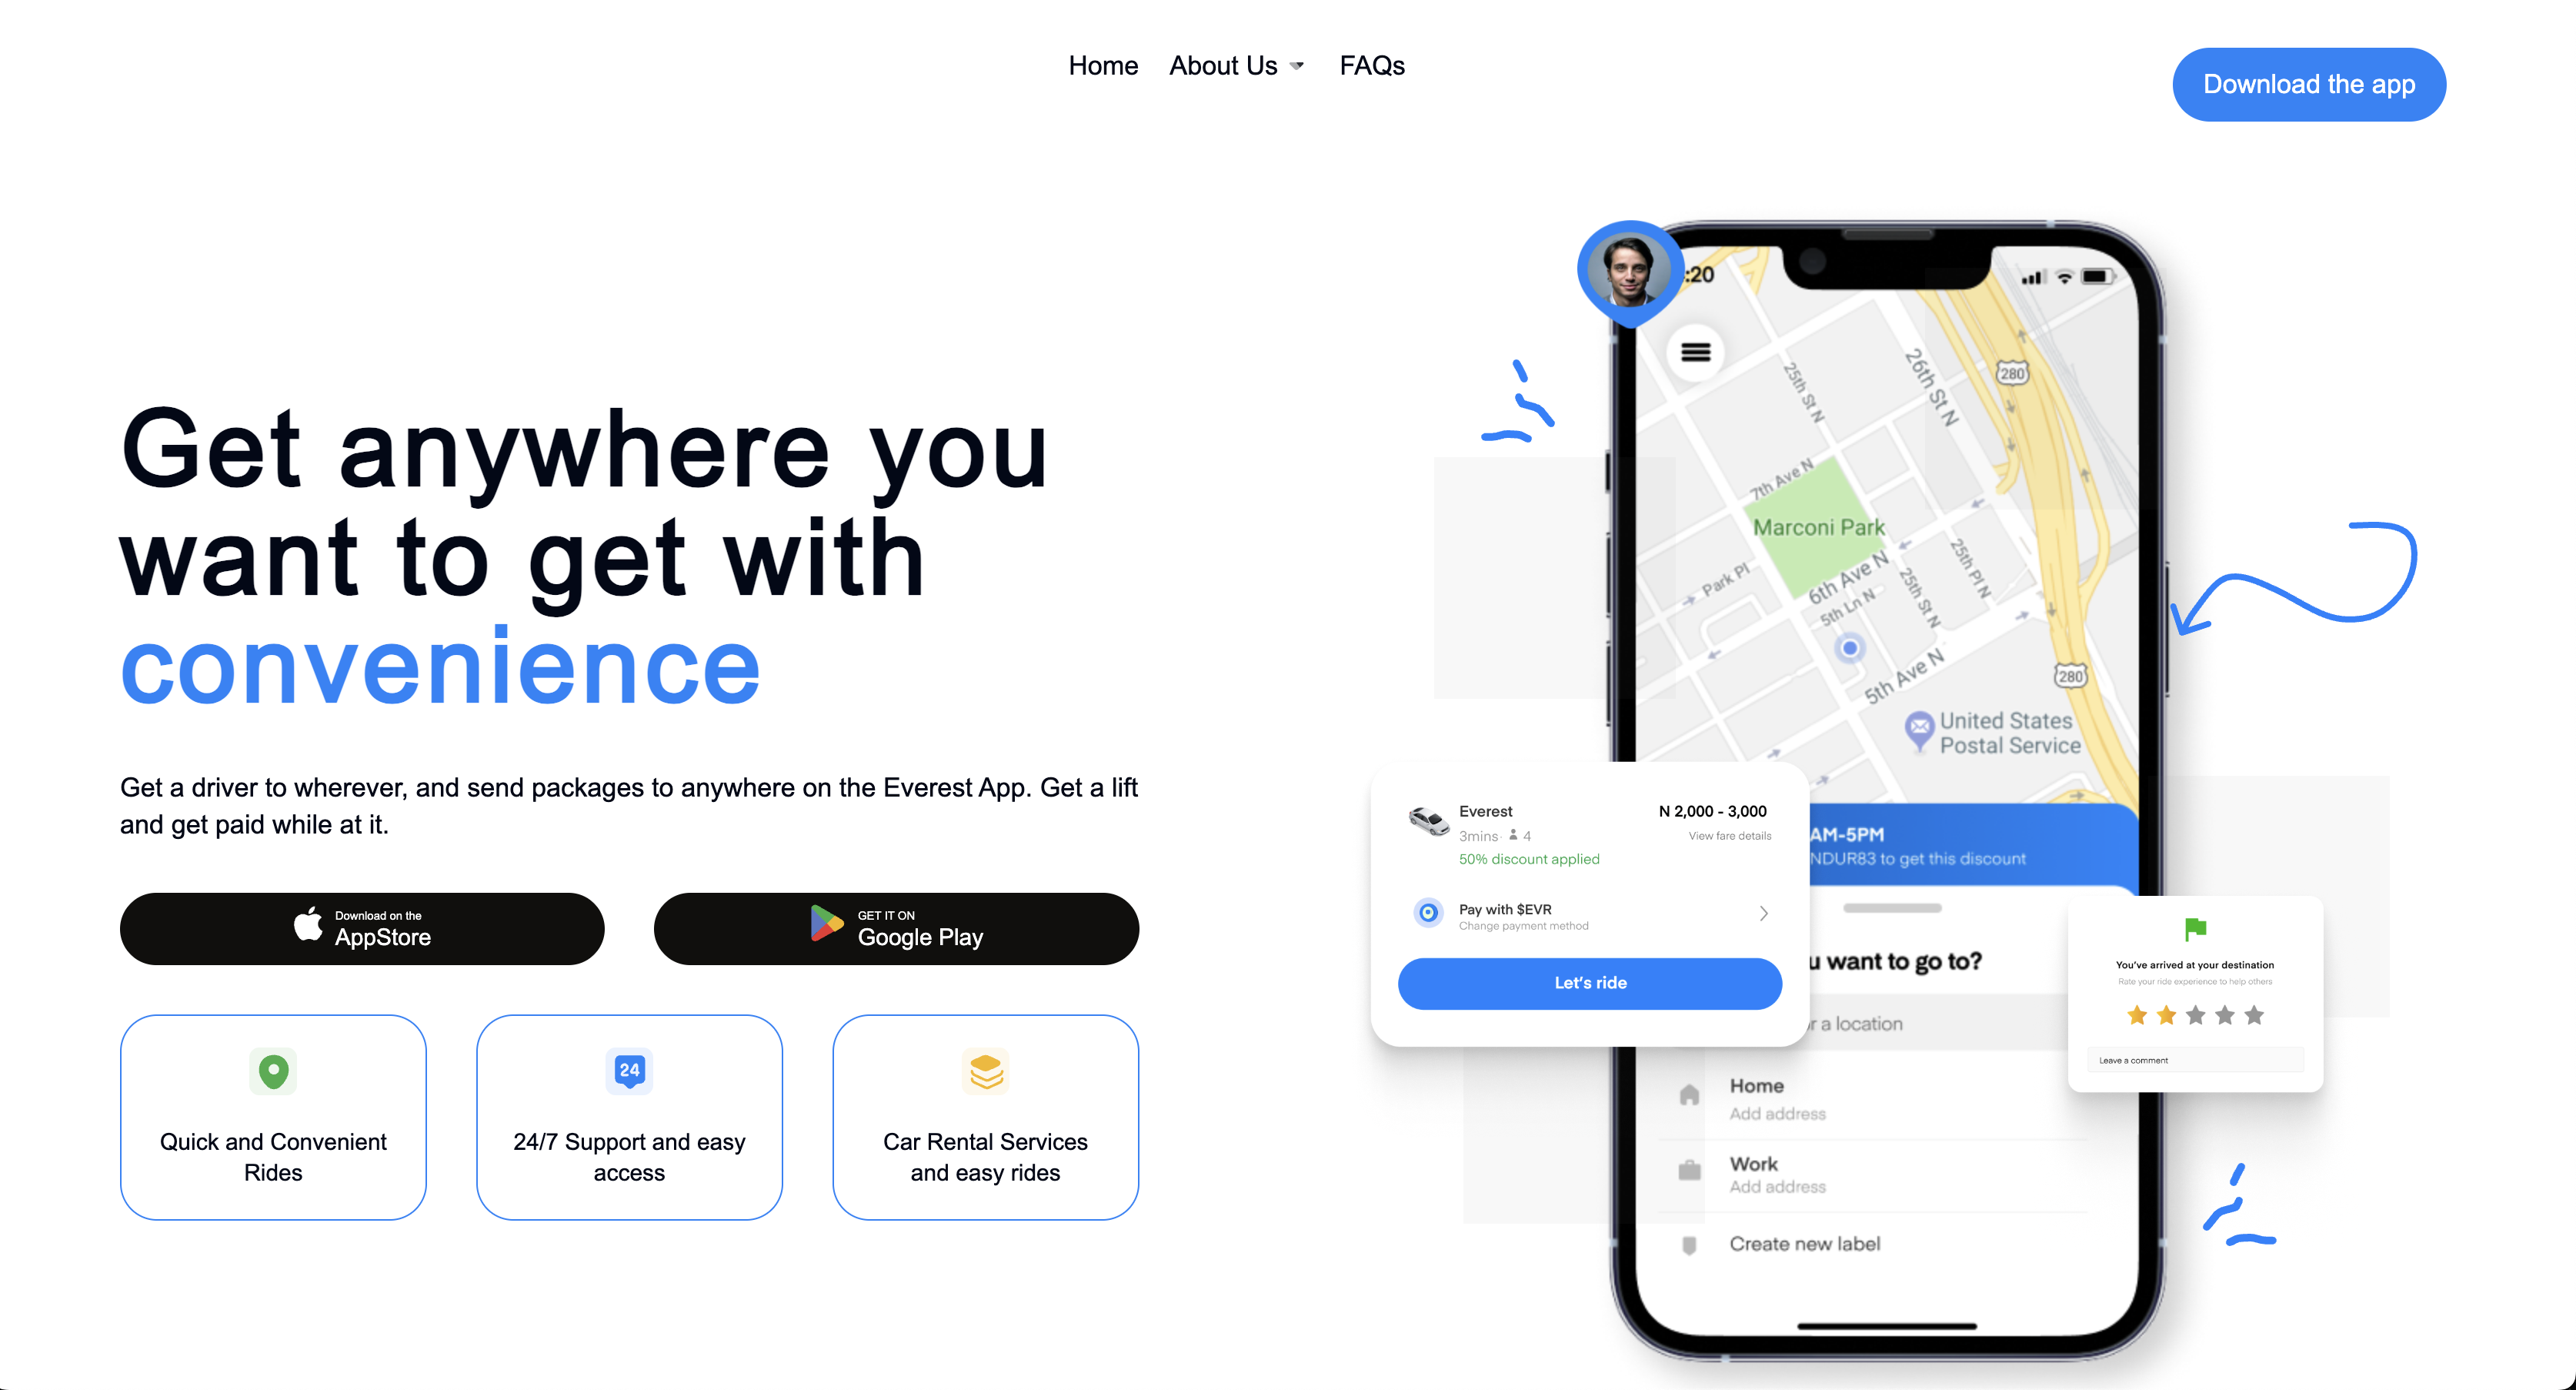 Home About Us FAQs
Download the app
Get anywhere you
want to get with
convenience
Get a driver to wherever, and send packages to anywhere on the Everest App. Get a lift
and get paid while at it.
Download on the
AppStore
GET IT ON
Google Play
24
Quick and Convenient
Rides
24/7 Support and easy
access
Car Rental Services
and easy rides
:20
26th St N
25th St N
280
7th Ave N
Marconi Park
Park Pl
6th Ave N
5th Ln N
25th St N
25th Pl N
5th Ave N
280
United States
Postal Service
Everest
N 2,000 - 3,000
3mins· 4
View fare details
50% discount applied
Pay with $EVR
Change payment method
Let's ride
AM-5PM
NDUR83 to get this discount
u want to go to?
r a location
Home
Add address
Work
Add address
Create new label
You've arrived at your destination
Rate your ride experience to help others
Leave a comment